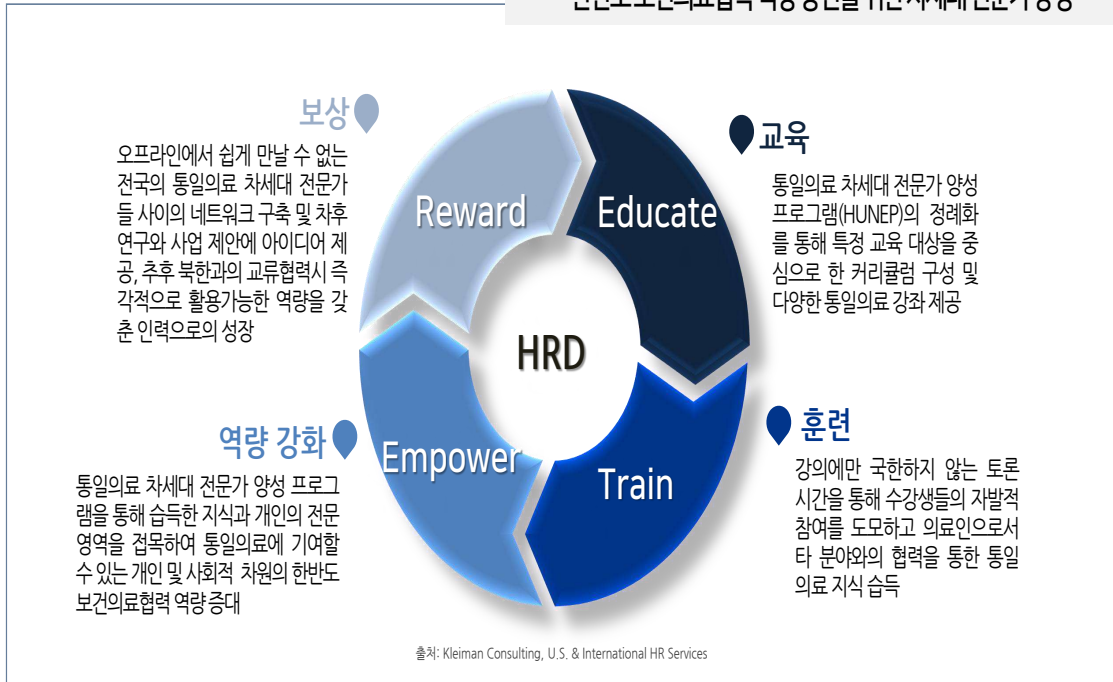 보상
오프라인에서 쉽게 만날 수 없는
전국의 통일의료 차세대 전문가
들 사이의 네트워크 구축 및 차후
연구와 사업 제안에 아이디어 제
공, 추후 북한과의 교류협력시 즉
각적으로 활용가능한 역량을 갖
춘 인력으로의 성장
교육
통일의료 차세대 전문가 양성
프로그램(HUNEP)의 정례화
를 통해 특정 교육 대상을 중
심으로 한 커리큘럼 구성 및
다양한 통일의료 강좌 제공
Reward
Educate
HRD
Empower
Train
역량 강화
통일의료 차세대 전문가 양성 프로그
램을 통해 습득한 지식과 개인의 전문
영역을 접목하여 통일의료에 기여할
수 있는 개인 및 사회적 차원의 한반도
보건의료협력 역량 증대
훈련
강의에만 국한하지 않는 토론
시간을 통해 수강생들의 자발적
참여를 도모하고 의료인으로서
타 분야와의 협력을 통한 통일
의료 지식 습득
출처: Kleiman Consulting, U.S. & International HR Services